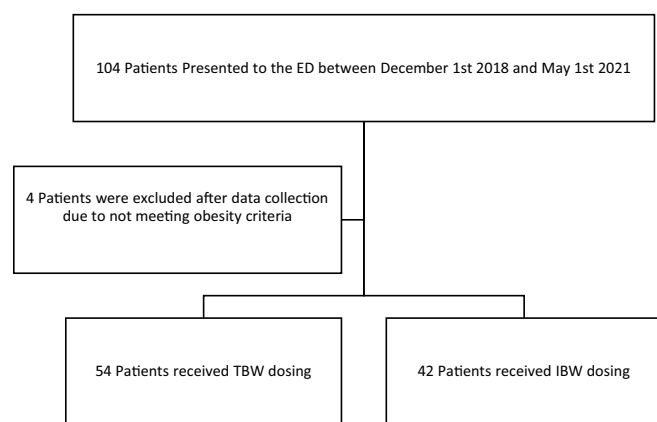 104 Patients Presented to the ED between December 1st 2018 and May 1st 2021
4 Patients were excluded after data collection
due to not meeting obesity criteria
54 Patients received TBW dosing
42 Patients received IBW dosing